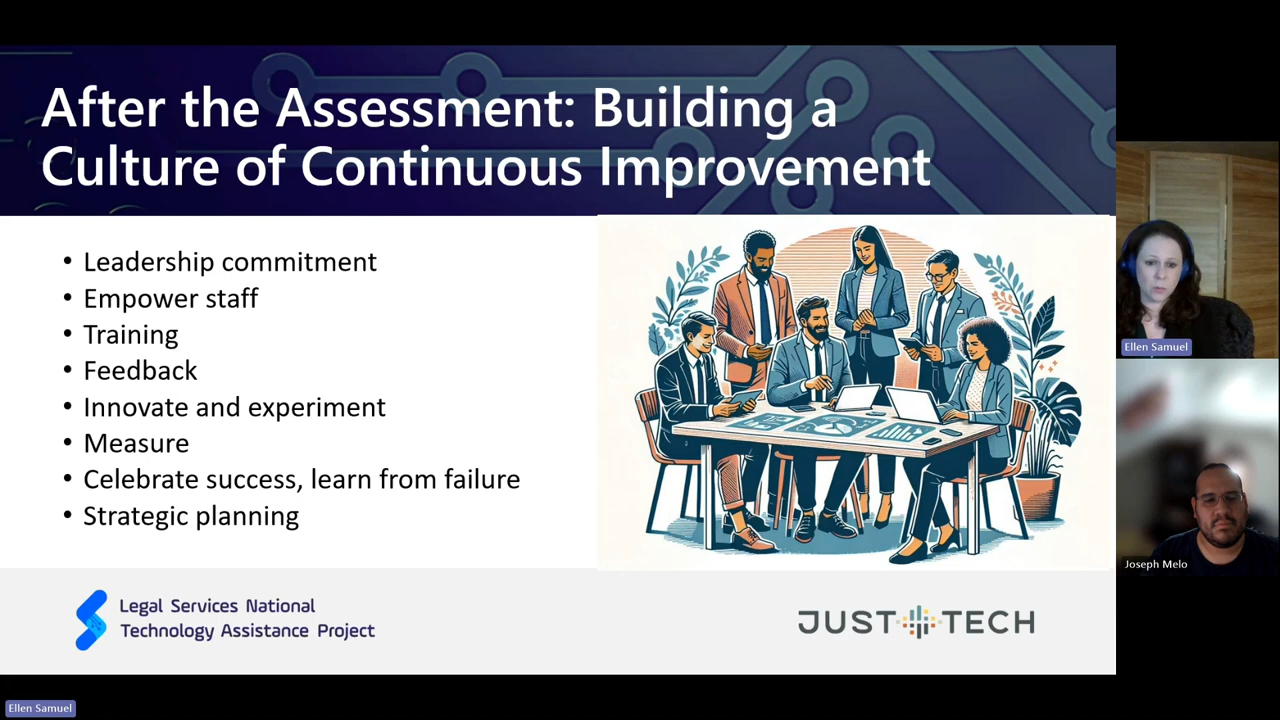 After the Assessment: Building a
Culture of Continuous Improvement
• Leadership commitment
• Empower staff
• Training
• Feedback
• Innovate and experiment
• Measure
• Celebrate success, learn from failure
• Strategic planning
Legal Services National
Technology Assistance Project
JUST TECH
Ellen Samuel
Joseph Melo
Ellen Samuel